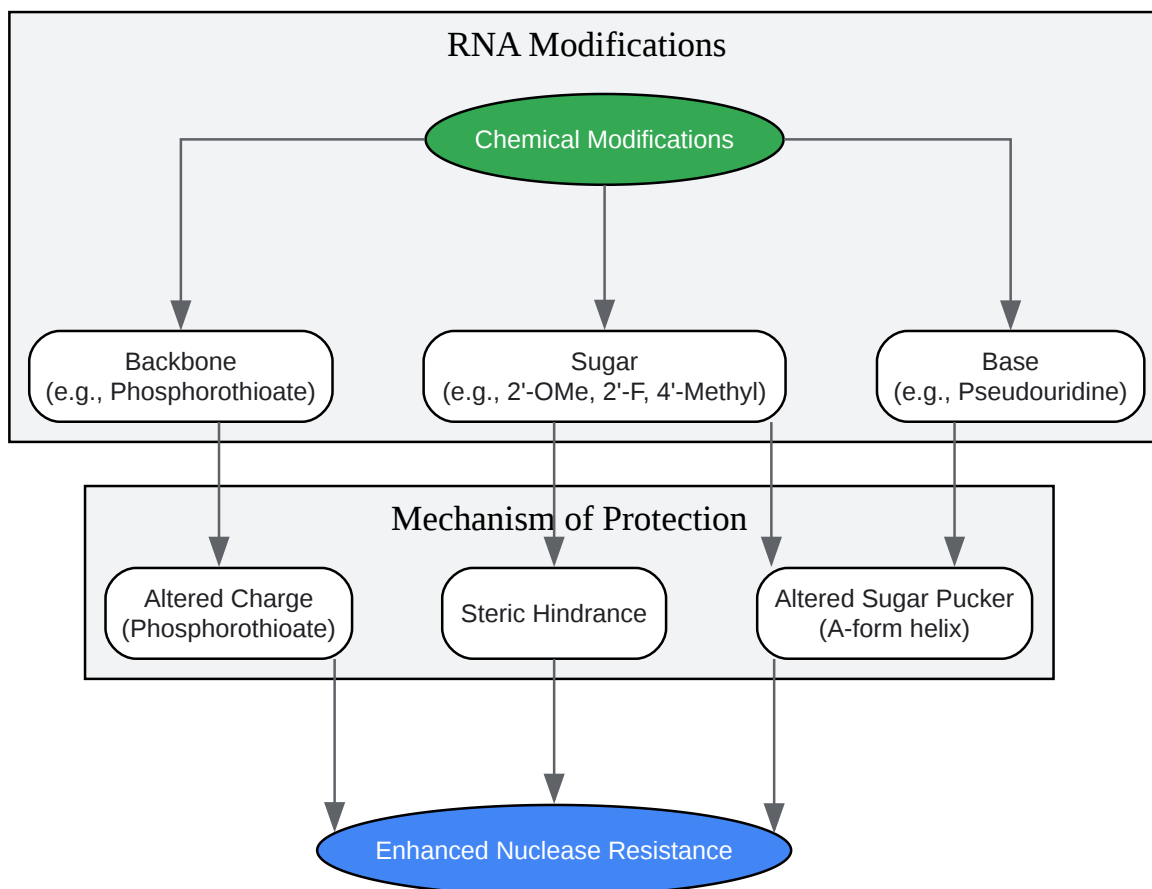 RNA Modifications
Chemical Modifications
Backbone
(e.g., Phosphorothioate)
Sugar
(e.g., 2'-OMe, 2'-F, 4'-Methyl)
Base
(e.g., Pseudouridine)
Mechanism of Protection
Altered Charge
(Phosphorothioate)
Steric Hindrance
Altered Sugar Pucker
(A-form helix)
Enhanced Nuclease Resistance